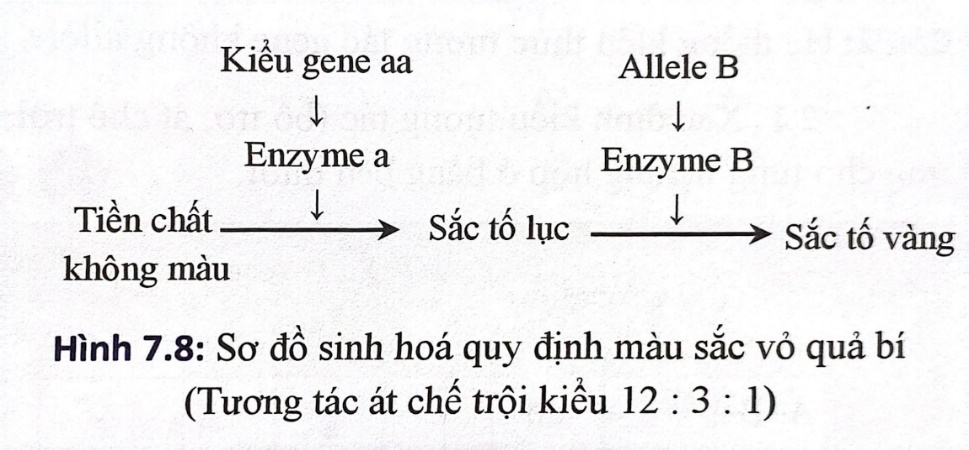 Kiểu gene aa
Allele B
Enzyme a
Enzyme B
Tiền chất
không màu
Sắc tố lục
Sắc tố vàng
Hình 7.8: Sơ đồ sinh hoá quy định màu sắc vỏ quả bí
(Tương tác át chế trội kiểu 12 : 3 : 1)